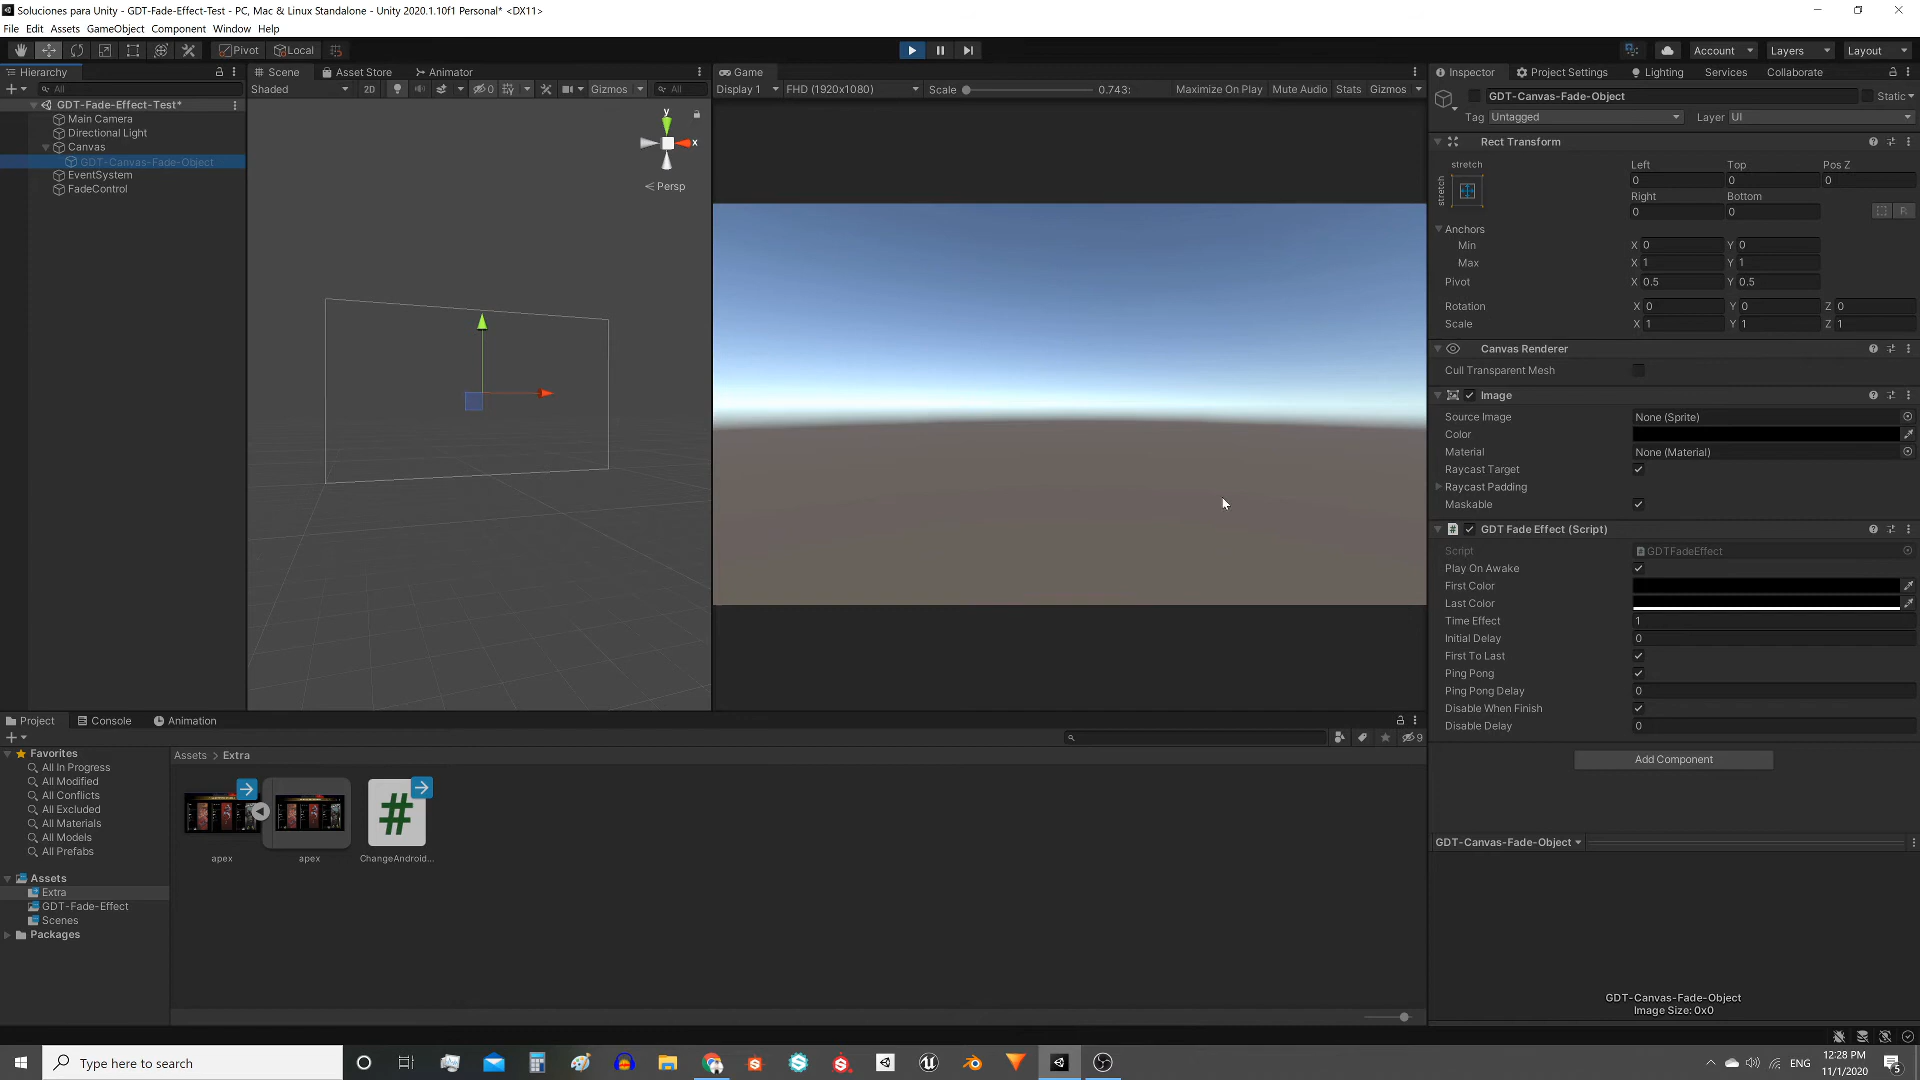 Soluciones para Unity - GDT-Fade-Effect-Test - PC, Mac & Linux Standalone - Unity 2020.1.10f1 Personal* <DX11>
File Edit Assets GameObject Component Window Help
Pivot Local Account Layers Layout
Hierarchy Scene Asset Store Animator Game Inspector Project Settings Lighting Services Collaborate
All Shaded 2D 0 Gizmos All Display 1 FHD (1920x1080) Scale 0.743: Maximize On Play Mute Audio Stats Gizmos
GDT-Canvas-Fade-Object Static
Tag Untagged Layer UI
GDT-Fade-Effect-Test*
Main Camera
Directional Light
Canvas
GDT-Canvas-Fade-Object
EventSystem
FadeControl
y
x
Persp
Rect Transform
stretch
stretch
Left Top Pos Z
0 0 0
Right Bottom
0 0 R
Anchors
Min X 0 Y 0
Max X 1 Y 1
Pivot X 0.5 Y 0.5
Rotation X 0 Y 0 Z 0
Scale X 1 Y 1 Z 1
Canvas Renderer
Cull Transparent Mesh
Image
Source Image None (Sprite)
Color
Material None (Material)
Raycast Target
Raycast Padding
Maskable
# GDT Fade Effect (Script)
Script GDTFadeEffect
Play On Awake
First Color
Last Color
Time Effect 1
Initial Delay 0
First To Last
Ping Pong
Ping Pong Delay 0
Disable When Finish
Disable Delay 0
Add Component
GDT-Canvas-Fade-Object
GDT-Canvas-Fade-Object
Image Size: 0x0
Project Console Animation
9
Favorites
All In Progress
All Modified
All Conflicts
All Excluded
All Materials
All Models
All Prefabs
Assets
Extra
GDT-Fade-Effect
Scenes
Packages
Assets > Extra
#
apex apex ChangeAndroid...
Type here to search
ENG
12:28 PM
11/1/2020
5